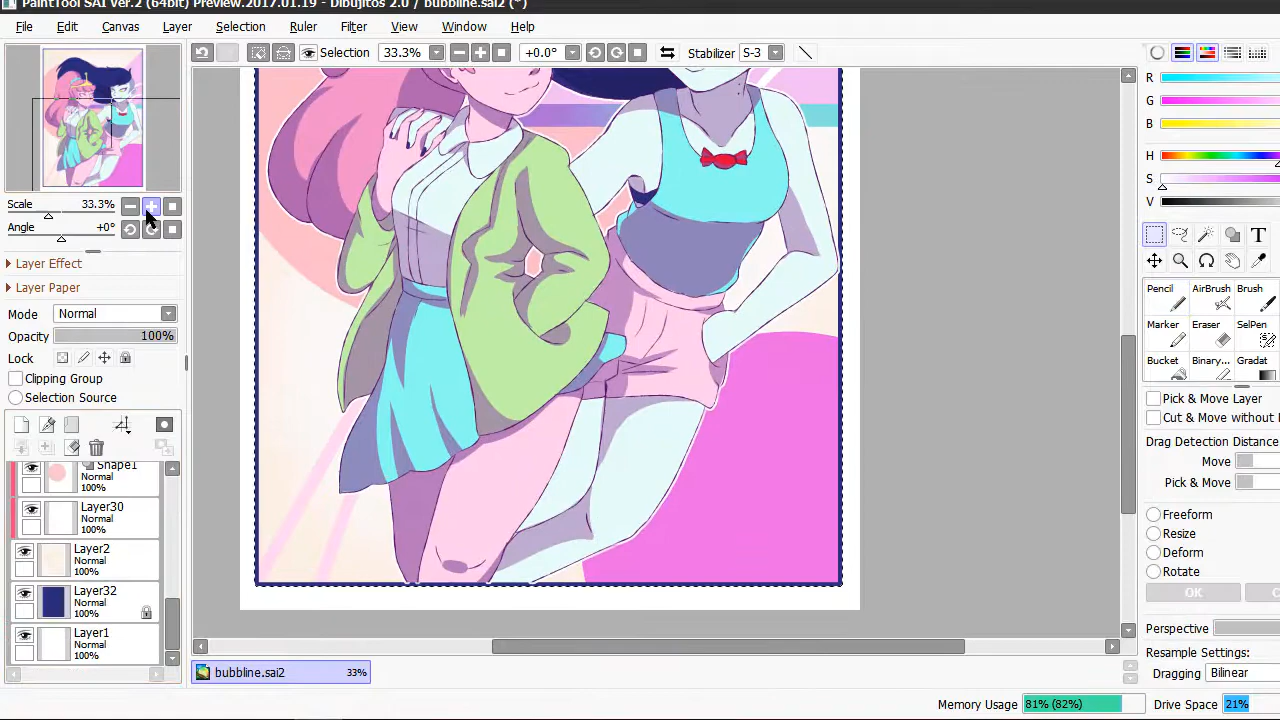 PaintTool SAI Ver.2 (64bit) Preview.2017.01.19 - Dibujitos 2.0 / bubbline.sai2 (*)
File Edit Canvas Layer Selection Ruler Filter View Window Help
Selection 33.3% +0.0° Stabilizer S-3
R
G
B
H
S
V
Scale 33.3%
Angle +0°
Layer Effect
Layer Paper
Mode Normal
Opacity 100%
Lock
Clipping Group
Selection Source
Shape1
Normal
100%
Layer30
Normal
100%
Layer2
Normal
100%
Layer32
Normal
100%
Layer1
Normal
100%
T
Pencil AirBrush Brush
Marker Eraser SelPen
Bucket Binary... Gradat
Pick & Move Layer
Cut & Move without
Drag Detection Distance
Move
Pick & Move
Freeform
Resize
Deform
Rotate
OK C
Perspective
Resample Settings:
Dragging Bilinear
bubbline.sai2 33%
Memory Usage 81% (82%) Drive Space 21%